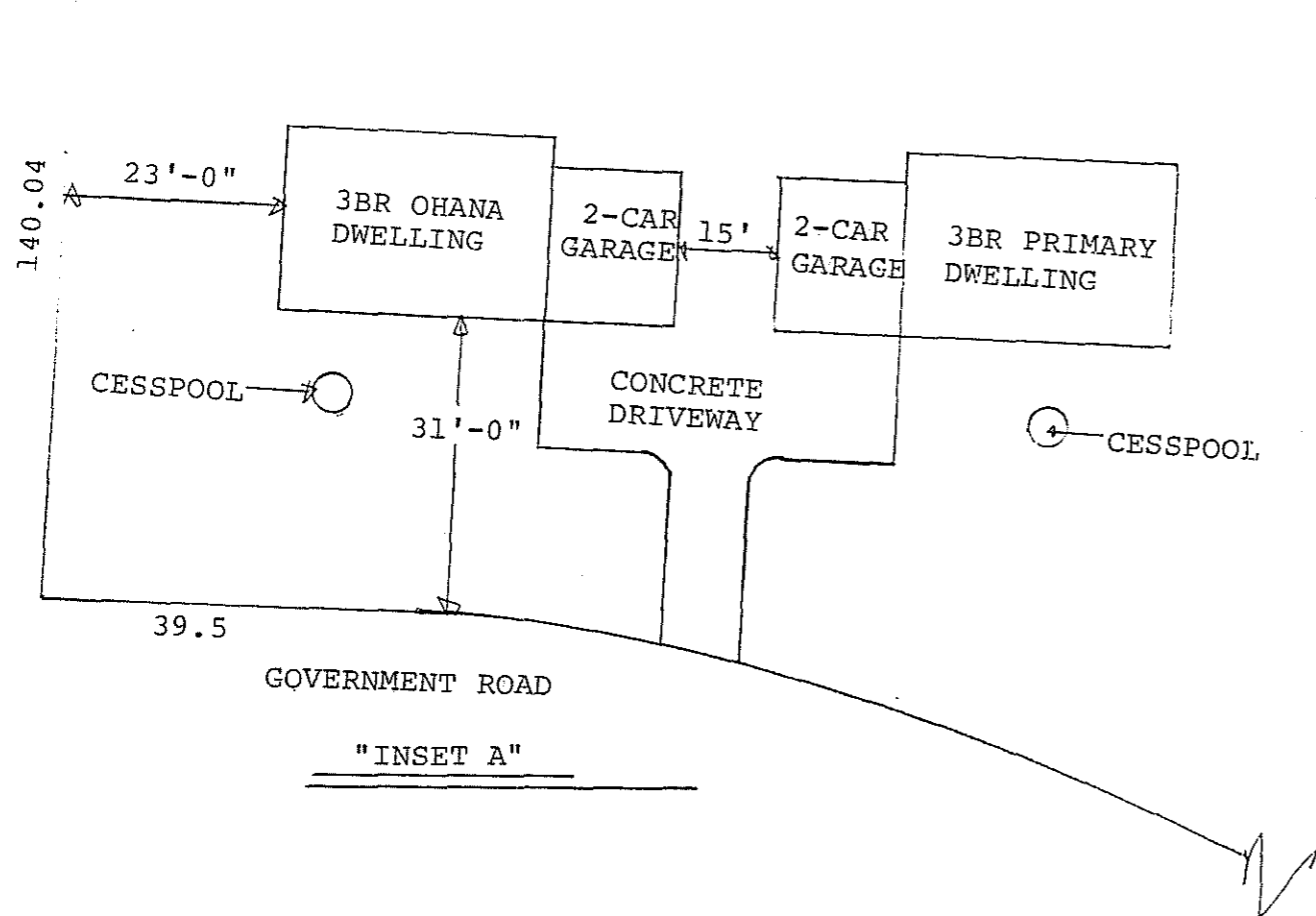 140.04
23'-0"
3BR OHANA
DWELLING
2-CAR
GARAGE
15'
2-CAR
GARAGE
3BR PRIMARY
DWELLING
CESSPOOL
31'-0"
CONCRETE
DRIVEWAY
CESSPOOL
39.5
GOVERNMENT ROAD
"INSET A"